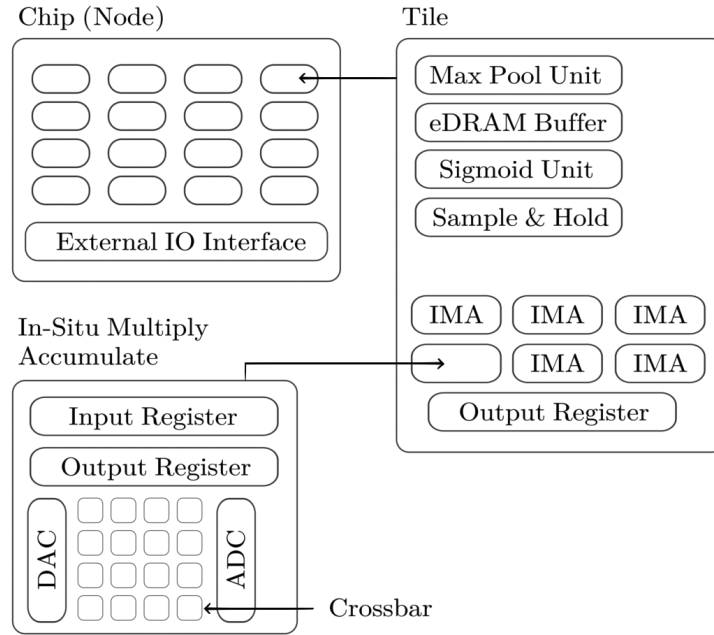 Chip (Node)
External IO Interface
Tile
Max Pool Unit
eDRAM Buffer
Sigmoid Unit
Sample & Hold
IMA IMA IMA
IMA IMA
Output Register
In-Situ Multiply
Accumulate
Input Register
Output Register
DAC
ADC
Crossbar